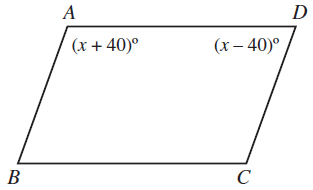 A D
(x + 40)º (x – 40)º
B C